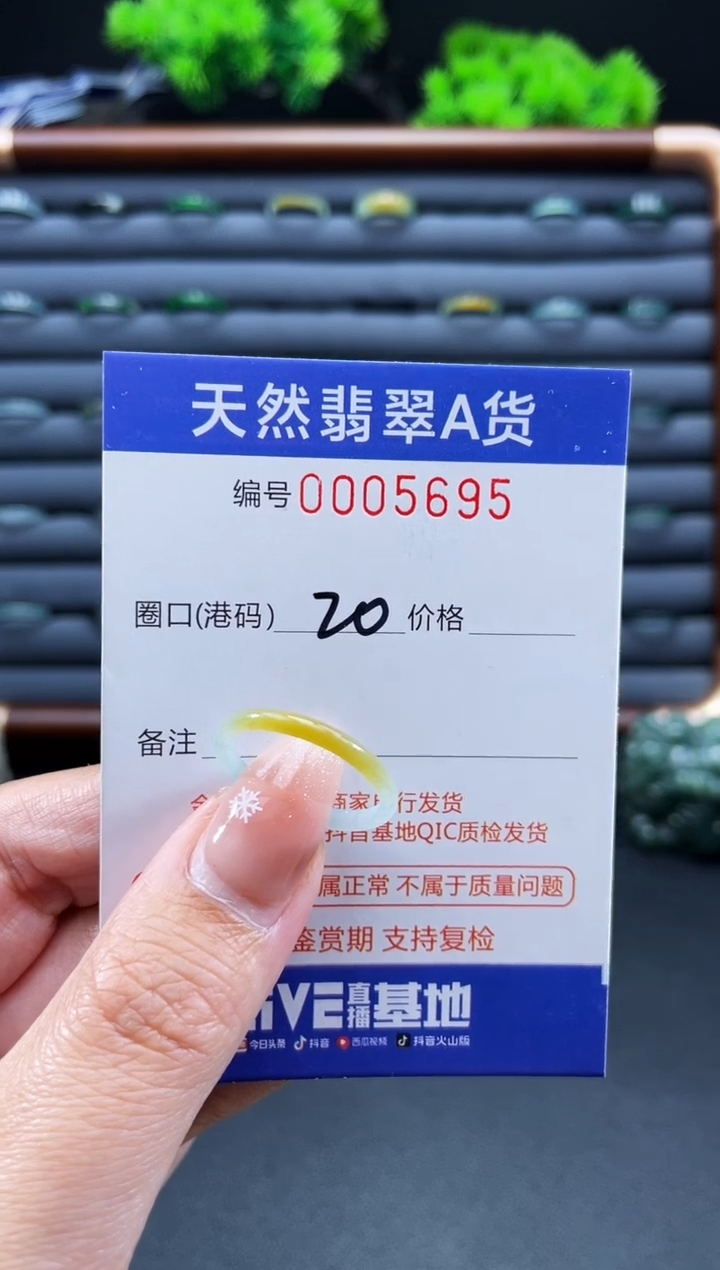 天然翡翠A货
编号0005695
圈口(港码) 20 价格
备注
商家 行发货
抖音基地QIC质检发货
属正常 不属于质量问题
鉴赏期 支持复检
直播基地
今日头条 抖音 西瓜视频 抖音火山版